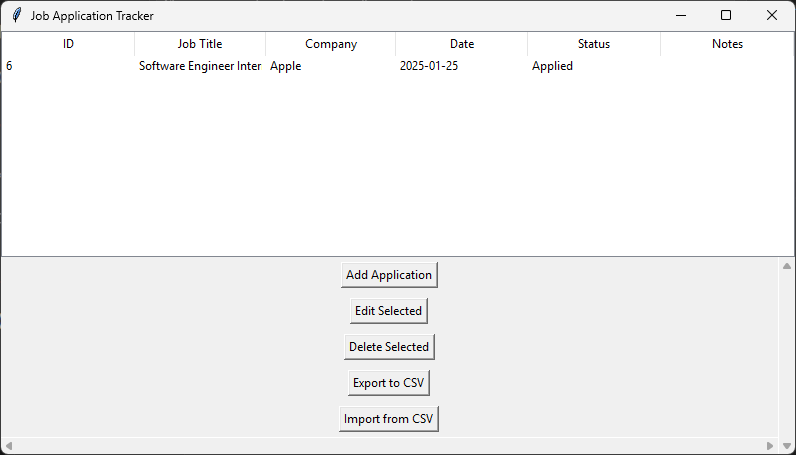 Job Application Tracker
ID Job Title Company Date Status Notes
6 Software Engineer Inter Apple 2025-01-25 Applied
Add Application
Edit Selected
Delete Selected
Export to CSV
Import from CSV